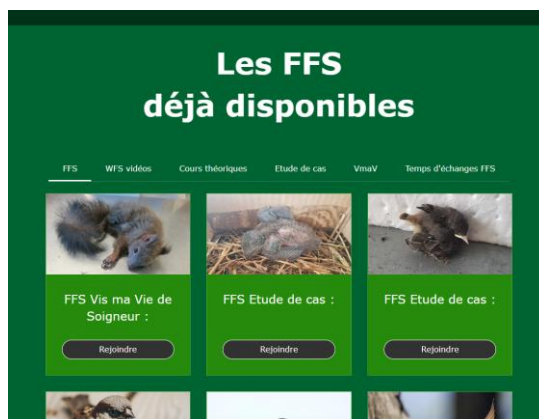 Les FFS
déjà disponibles
FFS WFS vidéos Cours théoriques Etude de cas VmaV Temps d'échanges FFS
FFS Vis ma Vie de
Soigneur :
Rejoindre
FFS Etude de cas :
Rejoindre
FFS Etude de cas :
Rejoindre